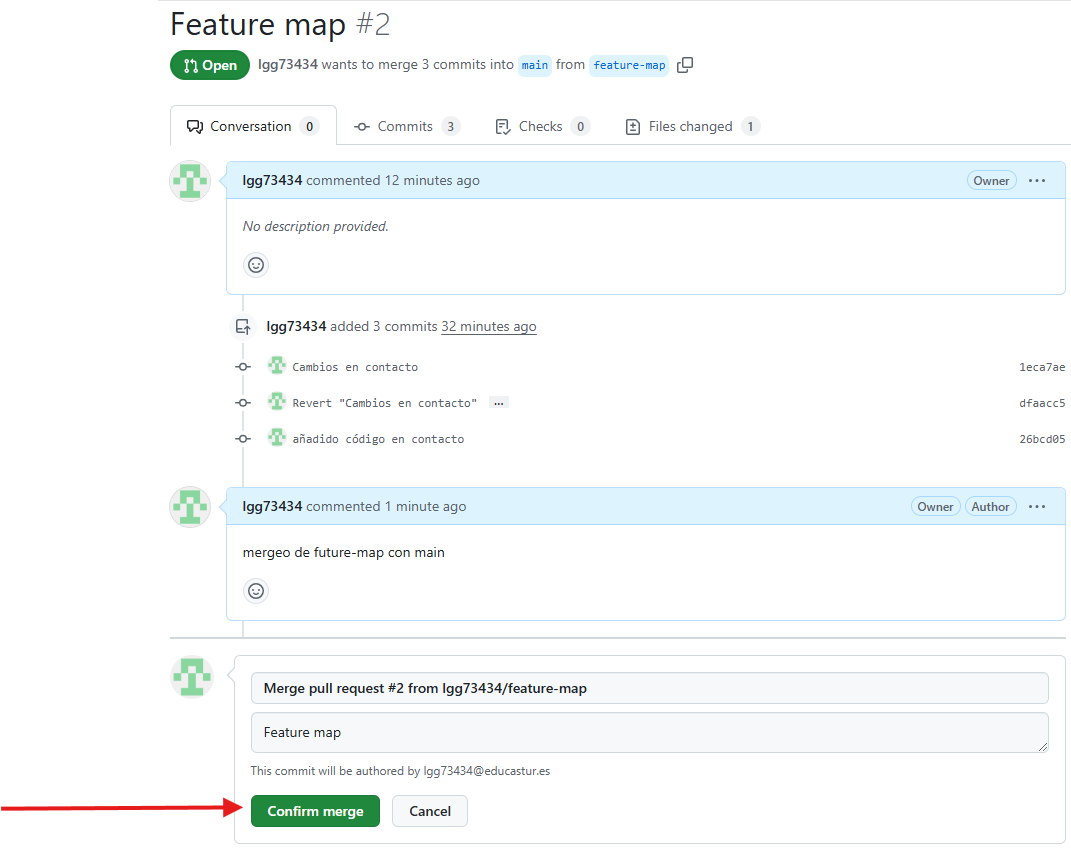 Feature map #2
Open lgg73434 wants to merge 3 commits into main from feature-map
Conversation 0 Commits 3 Checks 0 Files changed 1
lgg73434 commented 12 minutes ago Owner ...
No description provided.
lgg73434 added 3 commits 32 minutes ago
Cambios en contacto 1eca7ae
Revert "Cambios en contacto" ... dfaacc5
añadido código en contacto 26bcd05
lgg73434 commented 1 minute ago Owner Author ...
mergeo de future-map con main
Merge pull request #2 from lgg73434/feature-map
Feature map
This commit will be authored by lgg73434@educastur.es
Confirm merge Cancel